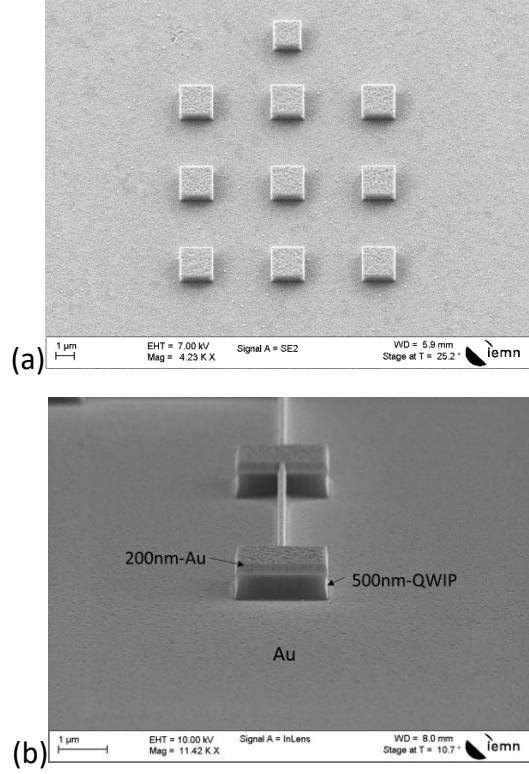 1 µm
EHT = 7.00 kV
Mag = 4.23 K X
Signal A = SE2
WD = 5.9 mm
Stage at T = 25.2 °
iemn
(a)
200nm-Au
500nm-QWIP
Au
1 µm
EHT = 10.00 kV
Mag = 11.42 K X
Signal A = InLens
WD = 8.0 mm
Stage at T = 10.7 °
iemn
(b)